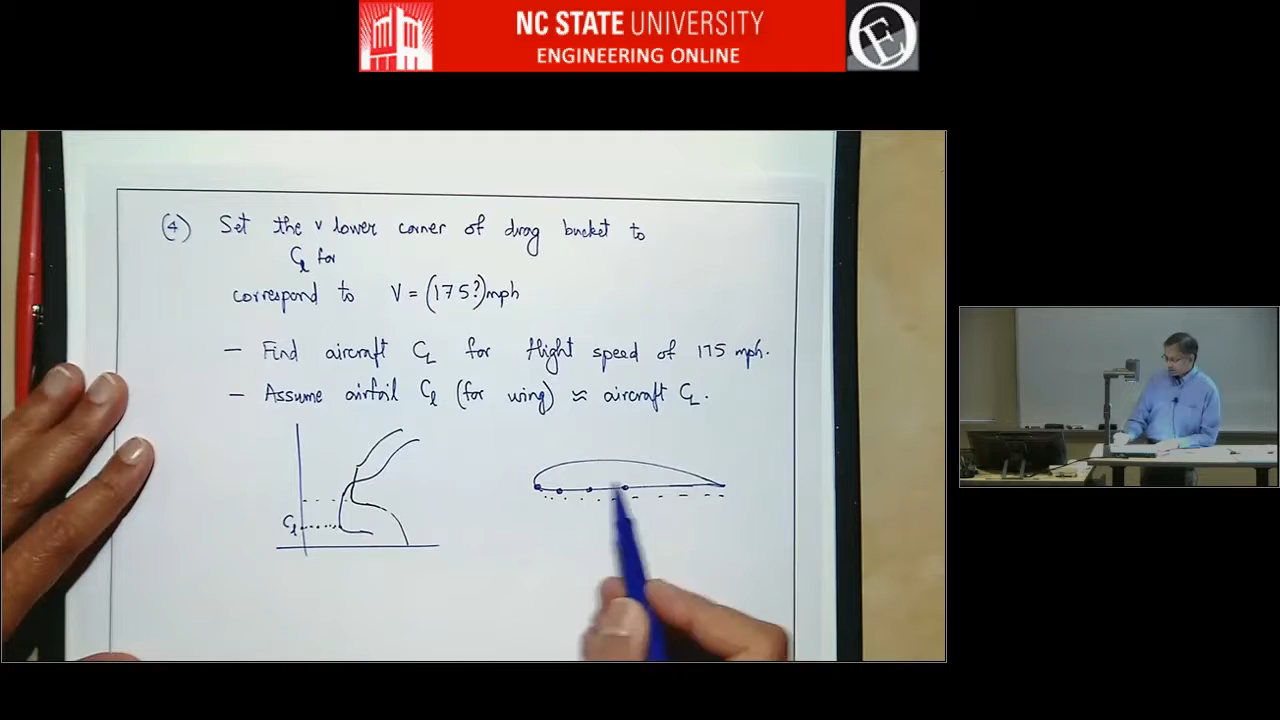 NC STATE UNIVERSITY
ENGINEERING ONLINE
(4) Set the v lower corner of drag bucket to
Cl for
correspond to V = (175?) mph
– Find aircraft CL for flight speed of 175 mph.
– Assume airfoil Cl (for wing) ≈ aircraft CL.
Cl